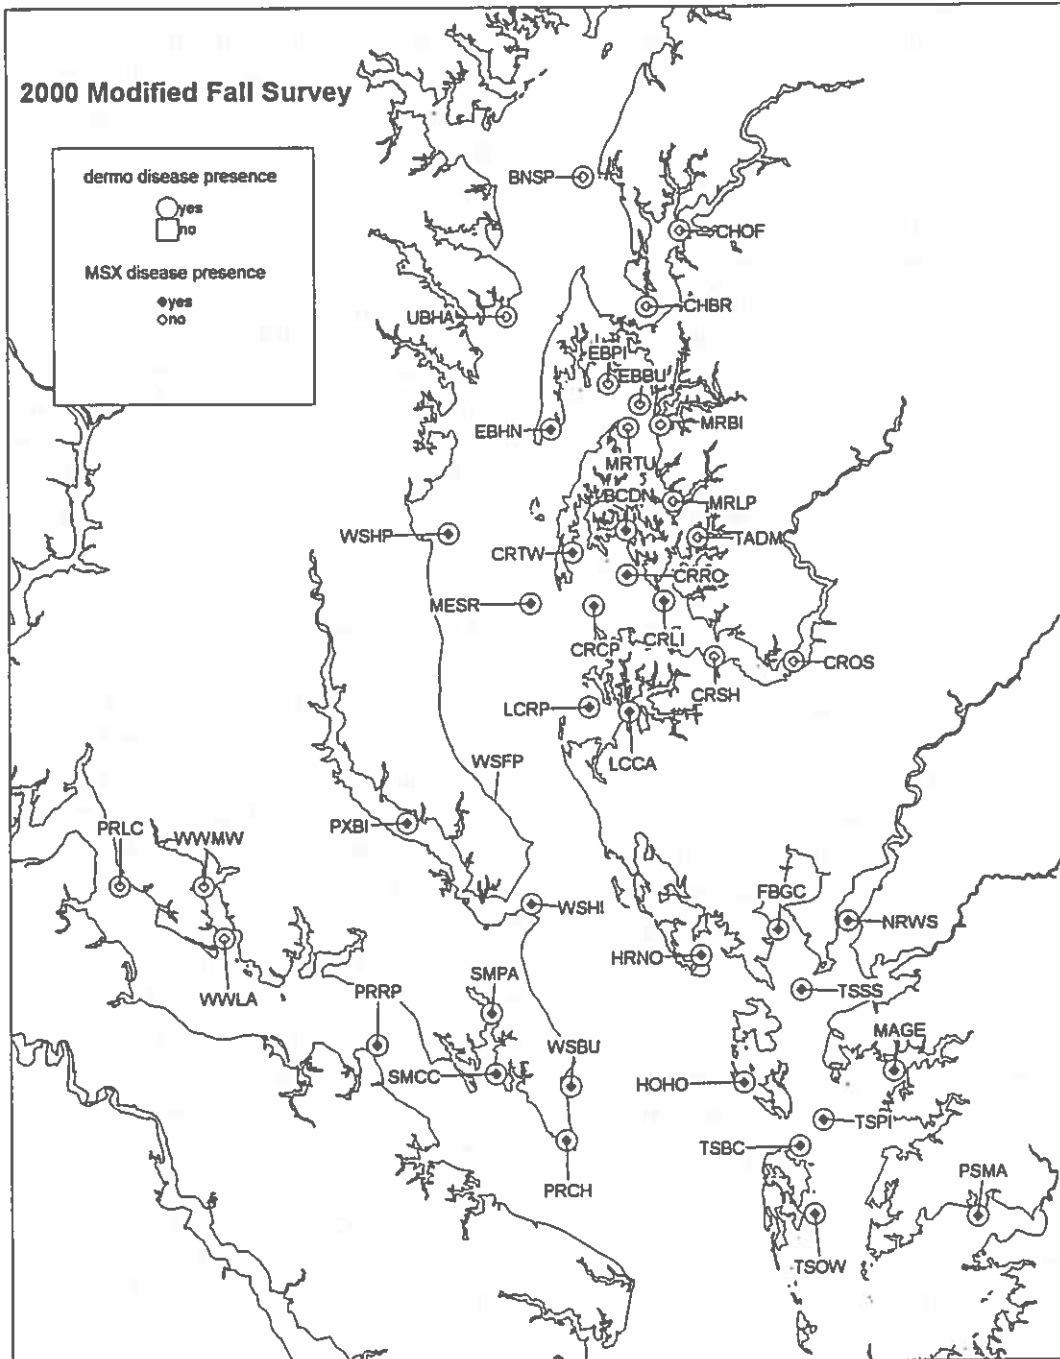 2000 Modified Fall Survey
dermo disease presence
yes
no
MSX disease presence
yes
no
BNSP
CHOF
CHBR
UBHA
EBPI
EBBU
EBHN
MRBI
MRTU
BCDN
MRLP
WSHP
TADM
CRTW
CRRO
MESR
CRCP
CRLI
CROS
CRSH
LCRP
LCCA
WSFP
PXBI
PRLC
WWMW
FBGC
WSHI
NRWS
HRNO
SMPA
WWLA
PRRP
TSSS
MAGE
WSBU
SMCC
HOHO
TSPI
TSBC
PRCH
PSMA
TSOW